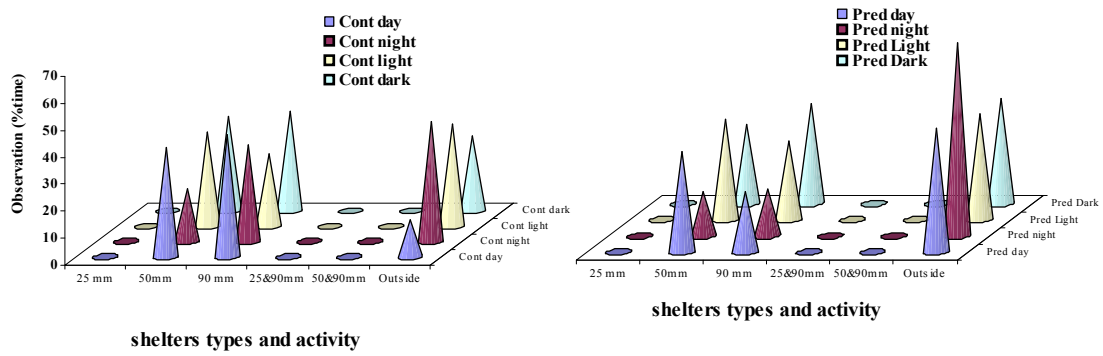 Cont day
Cont night
Cont light
Cont dark
Observation (%time)
70
60
50
40
30
20
10
0
25 mm 50mm 90 mm 25&90mm 50&90mm Outside
Cont dark
Cont light
Cont night
Cont day
shelters types and activity
Pred day
Pred night
Pred Light
Pred Dark
25 mm 50mm 90 mm 25&90mm 50&90mm Outside
Pred Dark
Pred Light
Pred night
Pred day
shelters types and activity